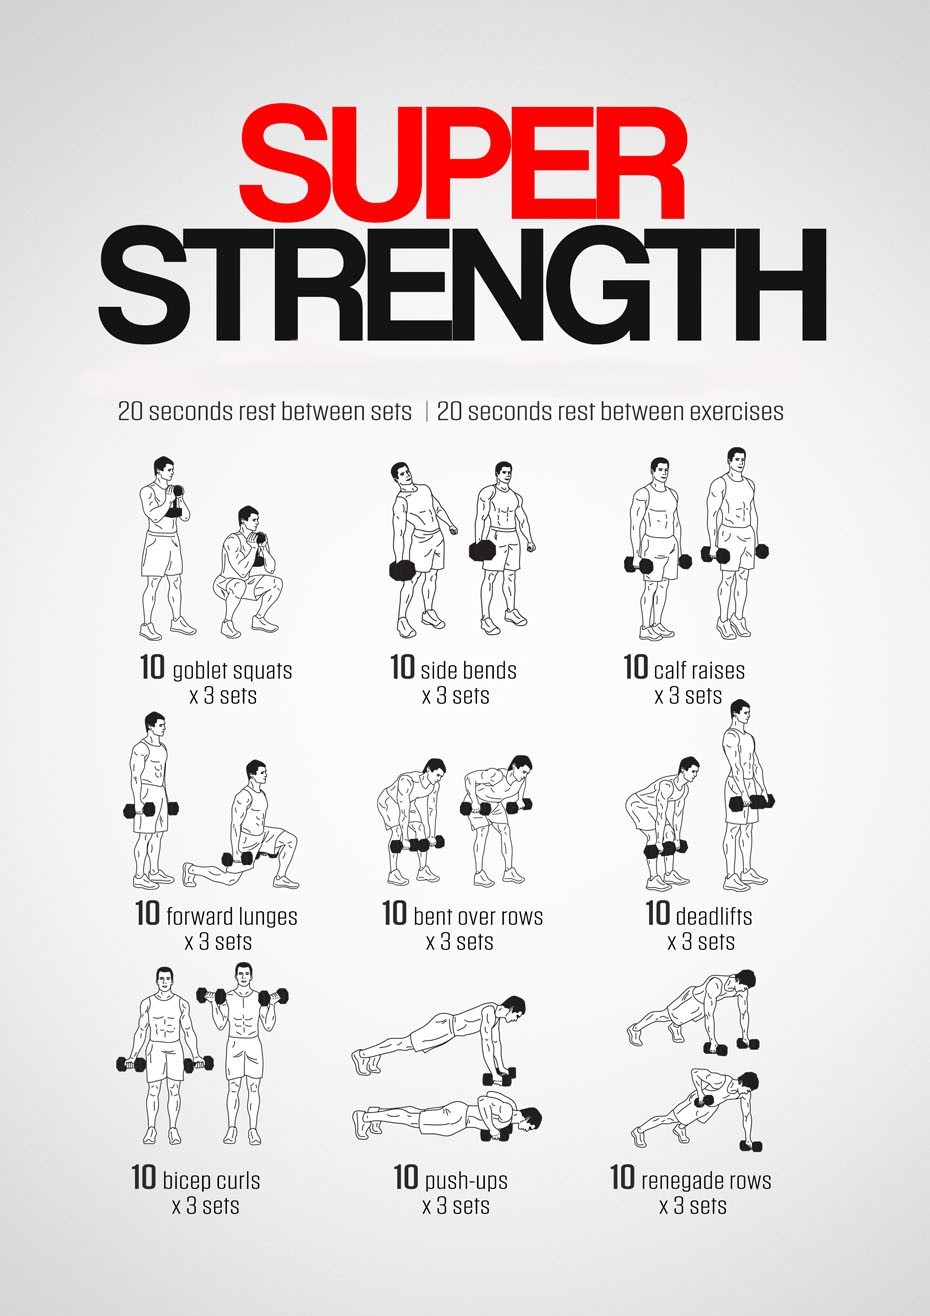 SUPER
STRENGTH
20 seconds rest between sets | 20 seconds rest between exercises
10 goblet squats
x 3 sets
10 side bends
x 3 sets
10 calf raises
x 3 sets
10 forward lunges
x 3 sets
10 bent over rows
x 3 sets
10 deadlifts
x 3 sets
10 bicep curls
x 3 sets
10 push-ups
x 3 sets
10 renegade rows
x 3 sets